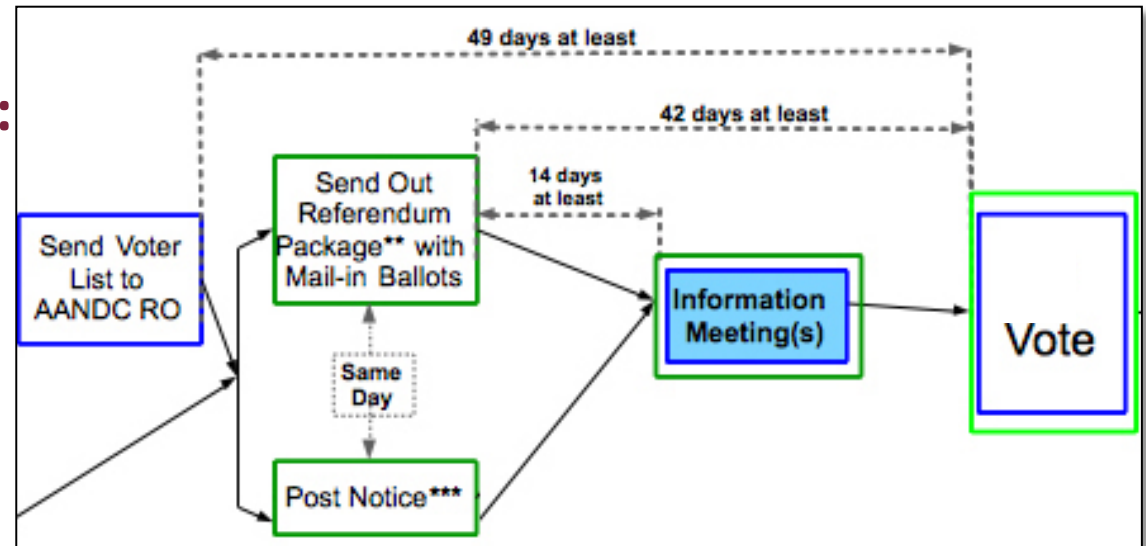 :
49 days at least
42 days at least
14 days
at least
Send Voter
List to
AANDC RO
Send Out
Referendum
Package** with
Mail-in Ballots
Same
Day
Post Notice***
Information
Meeting(s)
Vote